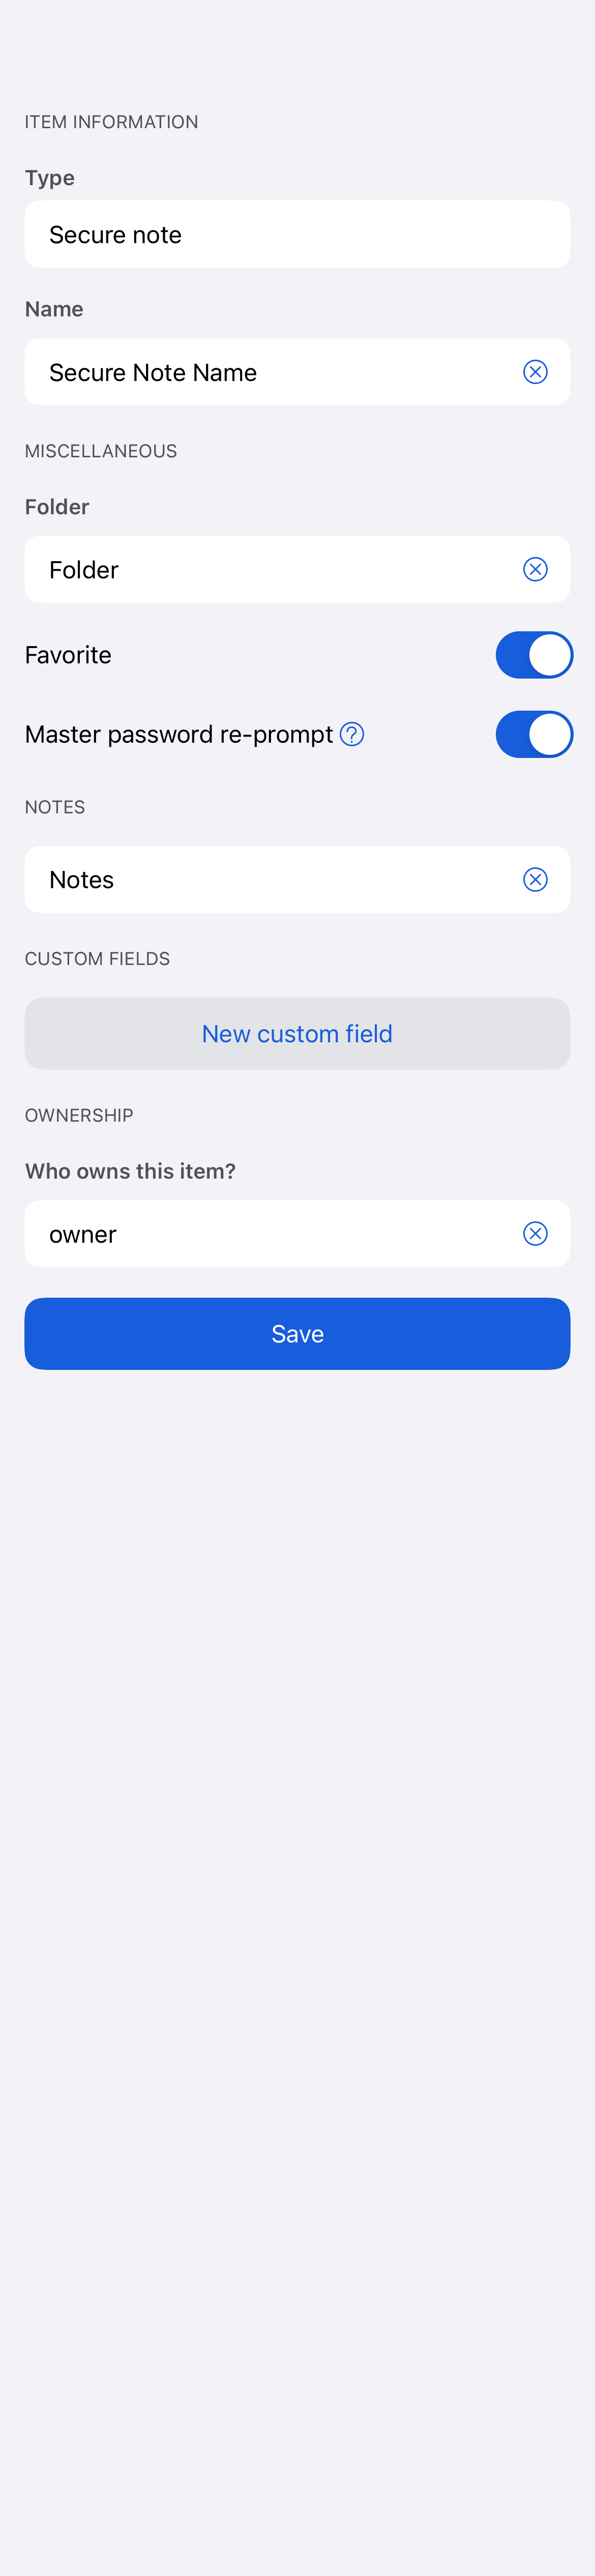 ITEM INFORMATION
Type
Secure note
Name
Secure Note Name
MISCELLANEOUS
Folder
Folder
Favorite
Master password re-prompt ?
NOTES
Notes
CUSTOM FIELDS
New custom field
OWNERSHIP
Who owns this item?
owner
Save